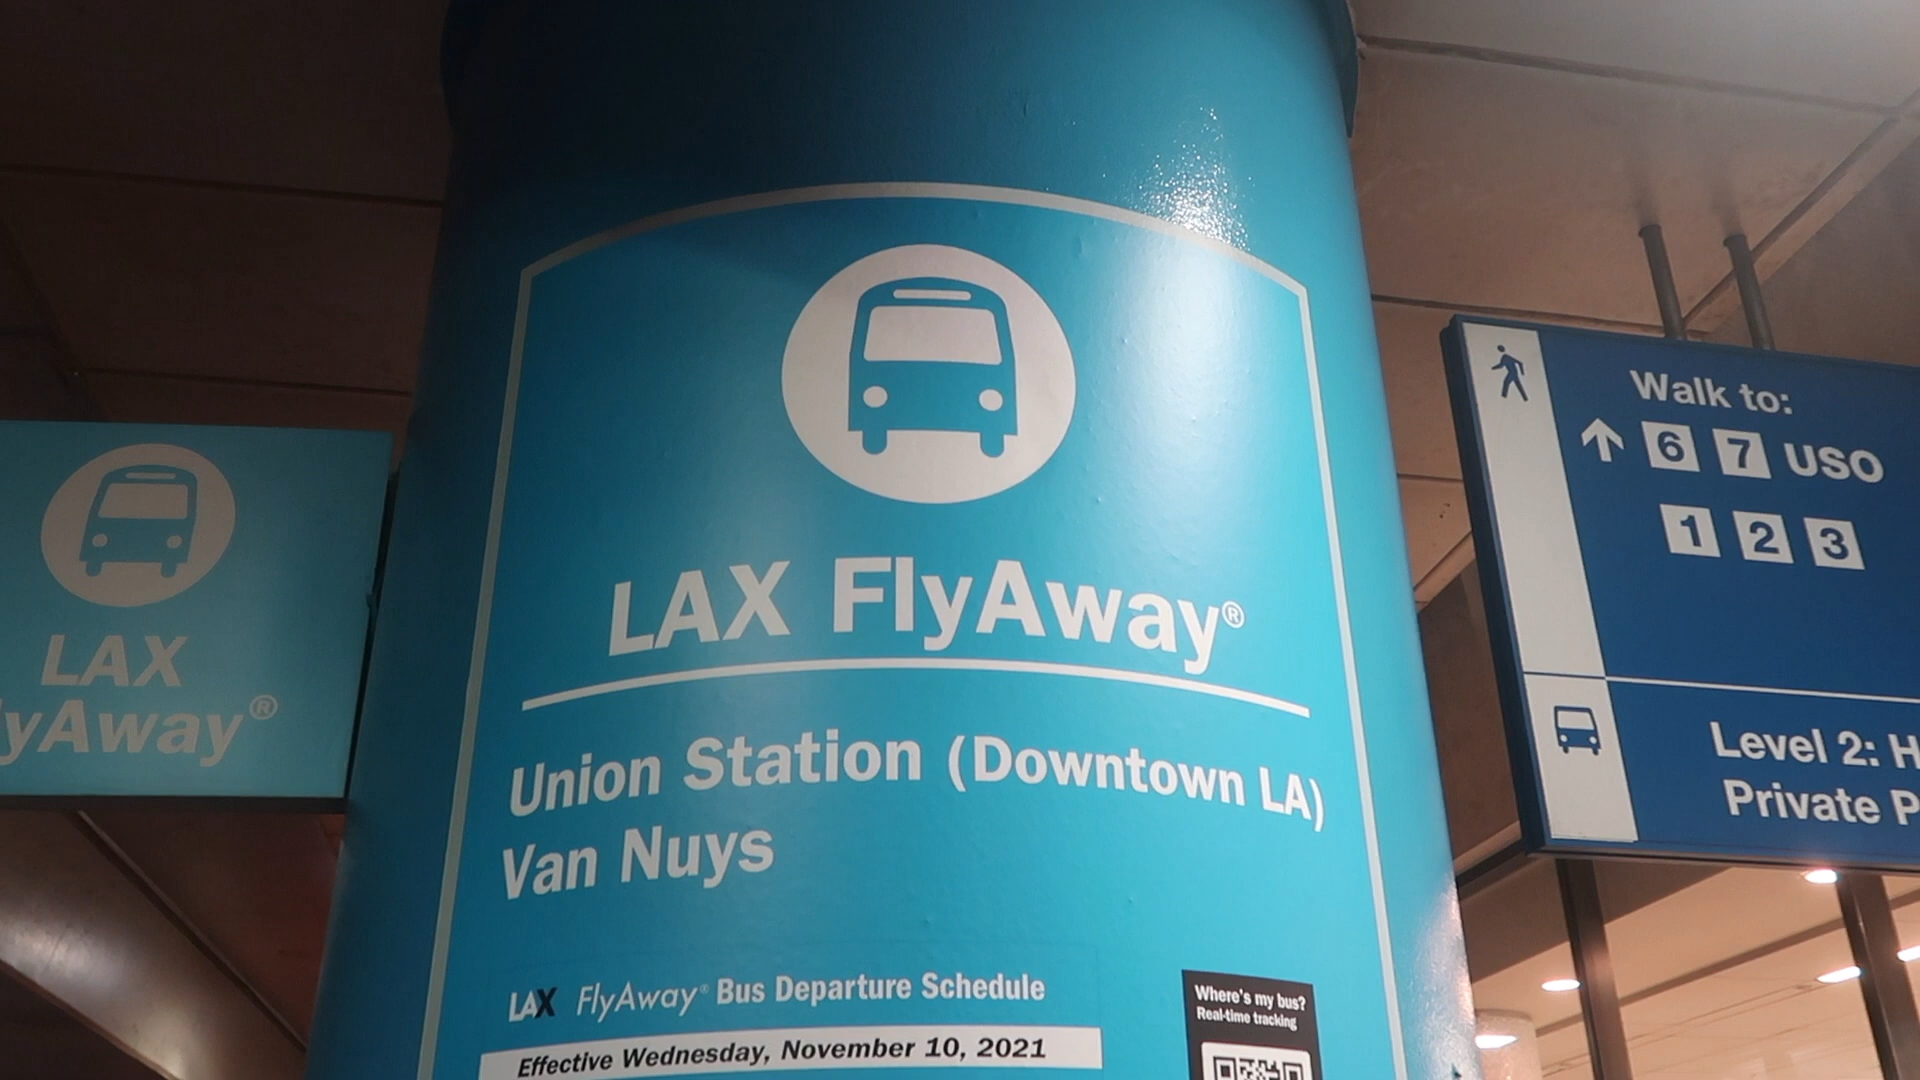 LAX
lyAway®
LAX FlyAway®
Union Station (Downtown LA)
Van Nuys
LAX FlyAway® Bus Departure Schedule
Effective Wednesday, November 10, 2021
Where's my bus?
Real-time tracking
Walk to:
6 7 USO
1 2 3
Level 2: H
Private P